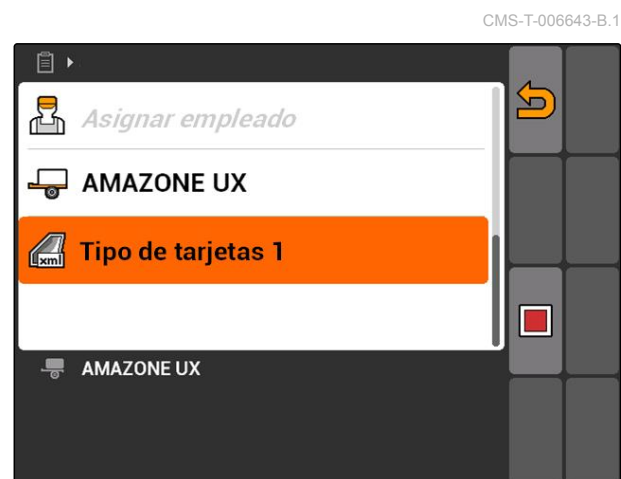 CMS-T-006643-B.1
Asignar empleado
AMAZONE UX
xml
Tipo de tarjetas 1
AMAZONE UX